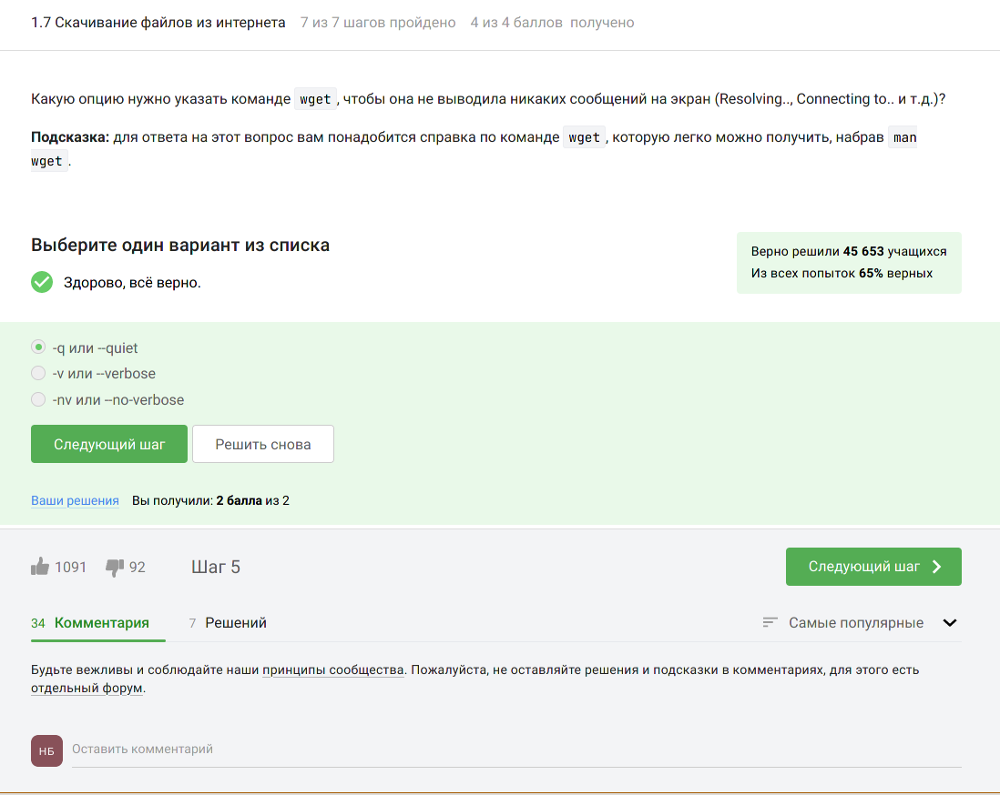 1.7 Скачивание файлов из интернета 7 из 7 шагов пройдено 4 из 4 баллов получено
Какую опцию нужно указать команде wget, чтобы она не выводила никаких сообщений на экран (Resolving.., Connecting to.. и т.д.)?
Подсказка: для ответа на этот вопрос вам понадобится справка по команде wget, которую легко можно получить, набрав man
wget.
Выберите один вариант из списка
Здорово, всё верно.
Верно решили 45 653 учащихся
Из всех попыток 65% верных
-q или --quiet
-v или --verbose
-nv или --no-verbose
Следующий шаг Решить снова
Ваши решения Вы получили: 2 балла из 2
1091 92 Шаг 5 Следующий шаг
34 Комментария 7 Решений Самые популярные
Будьте вежливы и соблюдайте наши принципы сообщества. Пожалуйста, не оставляйте решения и подсказки в комментариях, для этого есть
отдельный форум.
НБ Оставить комментарий